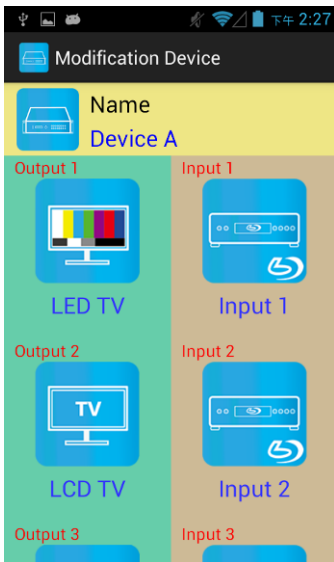 下午 2:27
Modification Device
Name
Device A
Output 1
Input 1
LED TV
Input 1
Output 2
Input 2
TV
LCD TV
Input 2
Output 3
Input 3